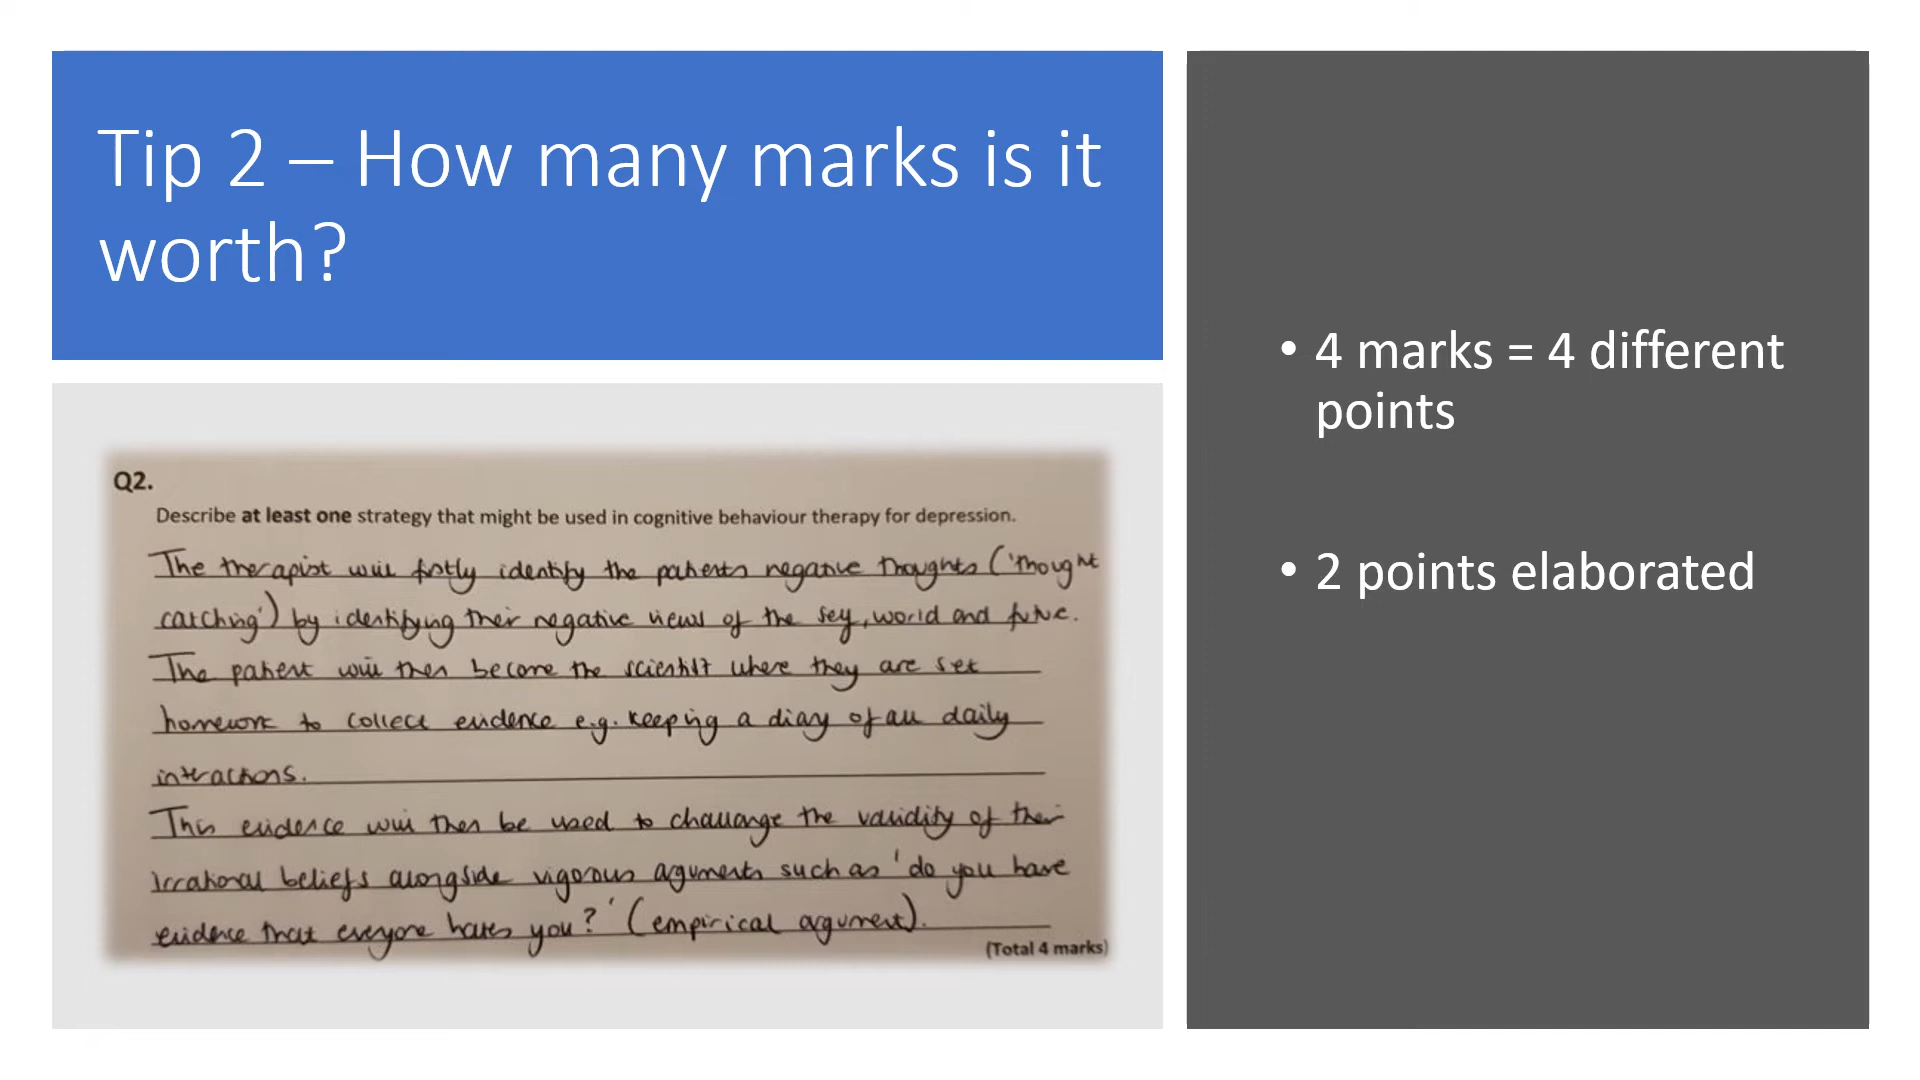 Tip 2 – How many marks is it
worth?
• 4 marks = 4 different
points
• 2 points elaborated
Q2.
Describe at least one strategy that might be used in cognitive behaviour therapy for depression.
The therapist will firstly identify the patients negative thoughts ('thought
catching') by identifying their negative views of the self, world and future.
The patient will then become the scientist where they are set
homework to collect evidence e.g. keeping a diary of all daily
interactions.
This evidence will then be used to challange the validity of their
irrational beliefs alongside vigorous arguments such as 'do you have
evidence that everyone hates you?' (empirical argument).
(Total 4 marks)